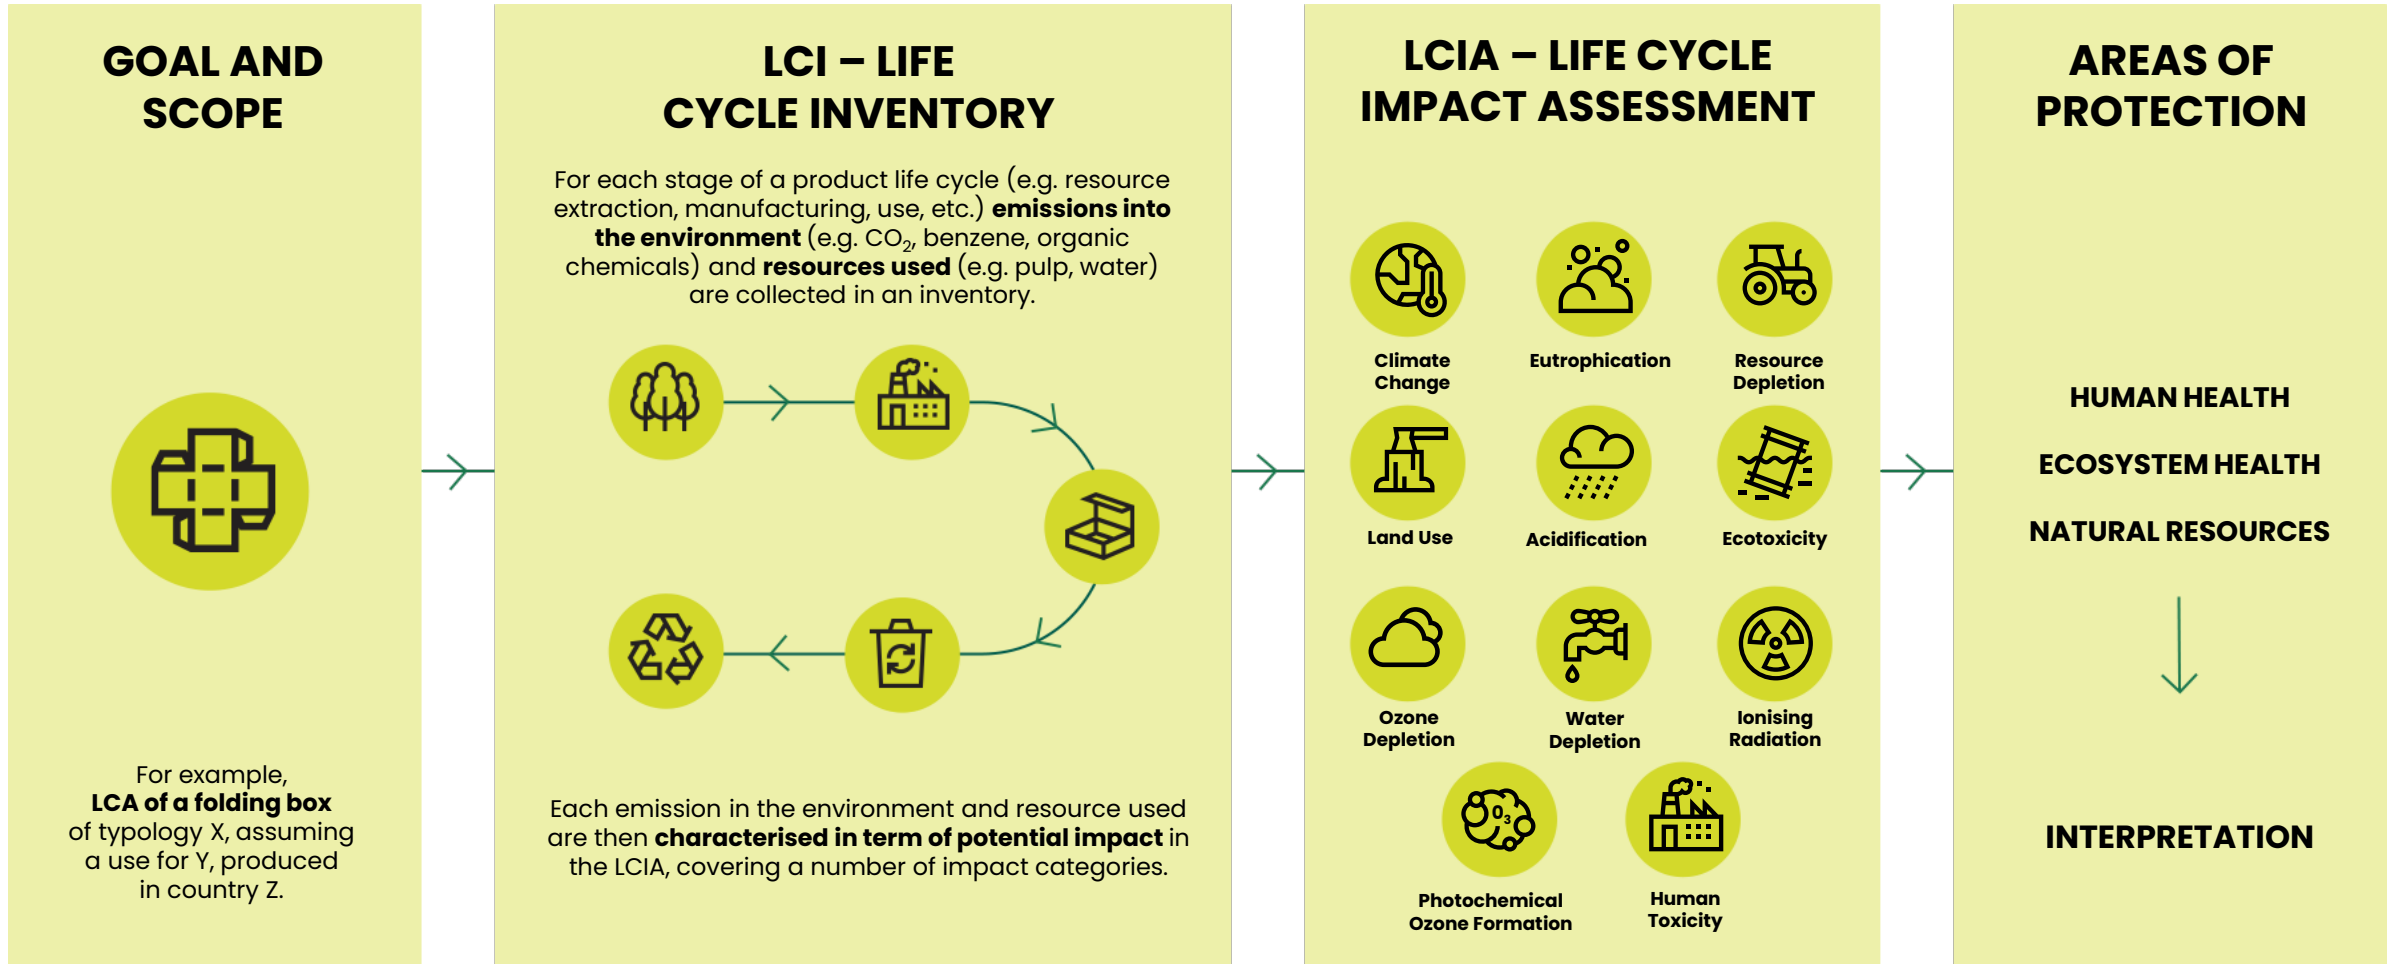 GOAL AND
SCOPE
For example,
LCA of a folding box
of typology X, assuming
a use for Y, produced
in country Z.
LCI – LIFE
CYCLE INVENTORY
For each stage of a product life cycle (e.g. resource
extraction, manufacturing, use, etc.) emissions into
the environment (e.g. CO₂, benzene, organic
chemicals) and resources used (e.g. pulp, water)
are collected in an inventory.
Each emission in the environment and resource used
are then characterised in term of potential impact in
the LCIA, covering a number of impact categories.
LCIA – LIFE CYCLE
IMPACT ASSESSMENT
Climate
Change
Eutrophication
Resource
Depletion
Land Use
Acidification
Ecotoxicity
Ozone
Depletion
Water
Depletion
Ionising
Radiation
O₃
Photochemical
Ozone Formation
Human
Toxicity
AREAS OF
PROTECTION
HUMAN HEALTH
ECOSYSTEM HEALTH
NATURAL RESOURCES
INTERPRETATION